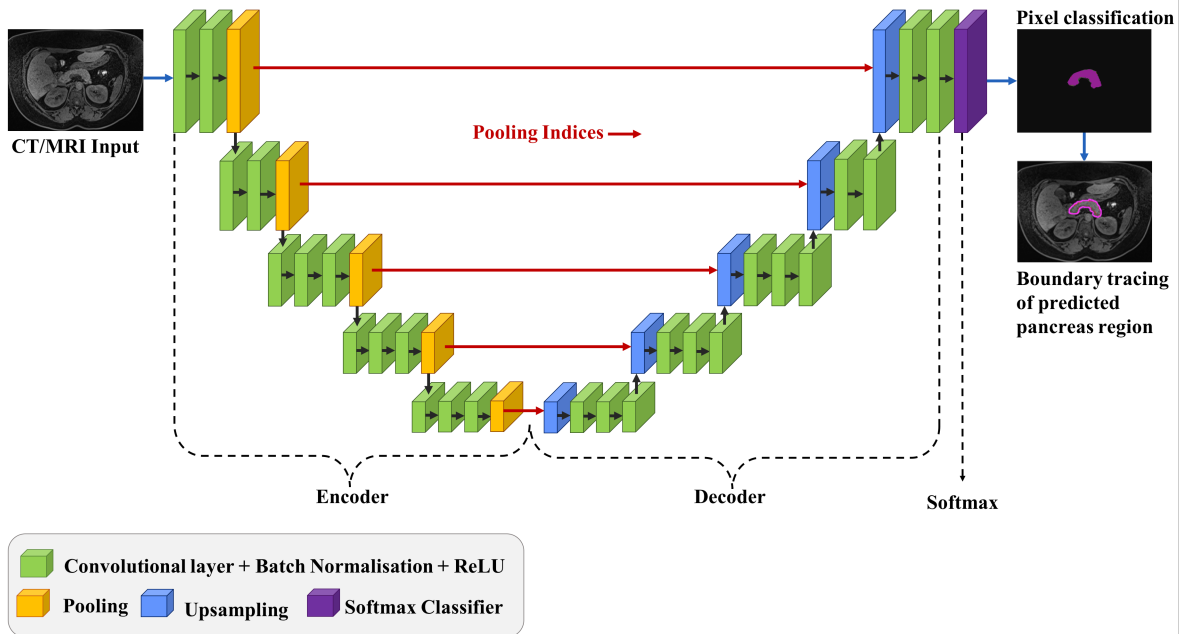 Pixel classification
CT/MRI Input
Pooling Indices
Boundary tracing
of predicted
pancreas region
Encoder
Decoder
Softmax
Convolutional layer + Batch Normalisation + ReLU
Pooling
Upsampling
Softmax Classifier